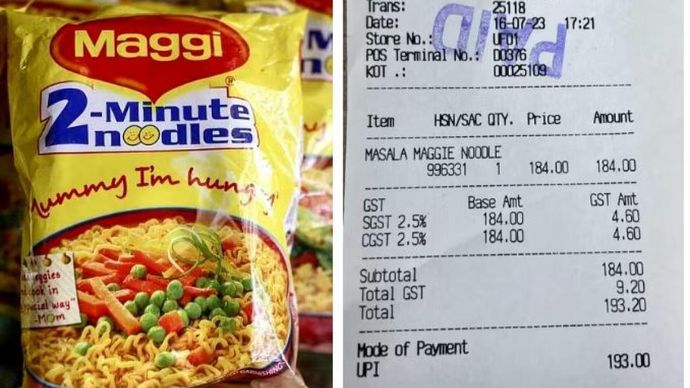 Maggi
®
2-Minute
noodles
Mummy I'm hungry
veggies
cook in
special way"
-Mom
M
Trans: 25118
Date: 16-07-23 17:21
Store No.: UF01
POS Terminal No.: D0376
KOT .: 00025109
PAID
Item HSN/SAC QTY. Price Amount
MASALA MAGGIE NOODLE
996331 1 184.00 184.00
GST Base Amt GST Amt
SGST 2.5% 184.00 4.60
CGST 2.5% 184.00 4.60
Subtotal 184.00
Total GST 9.20
Total 193.20
Mode of Payment
UPI 193.00